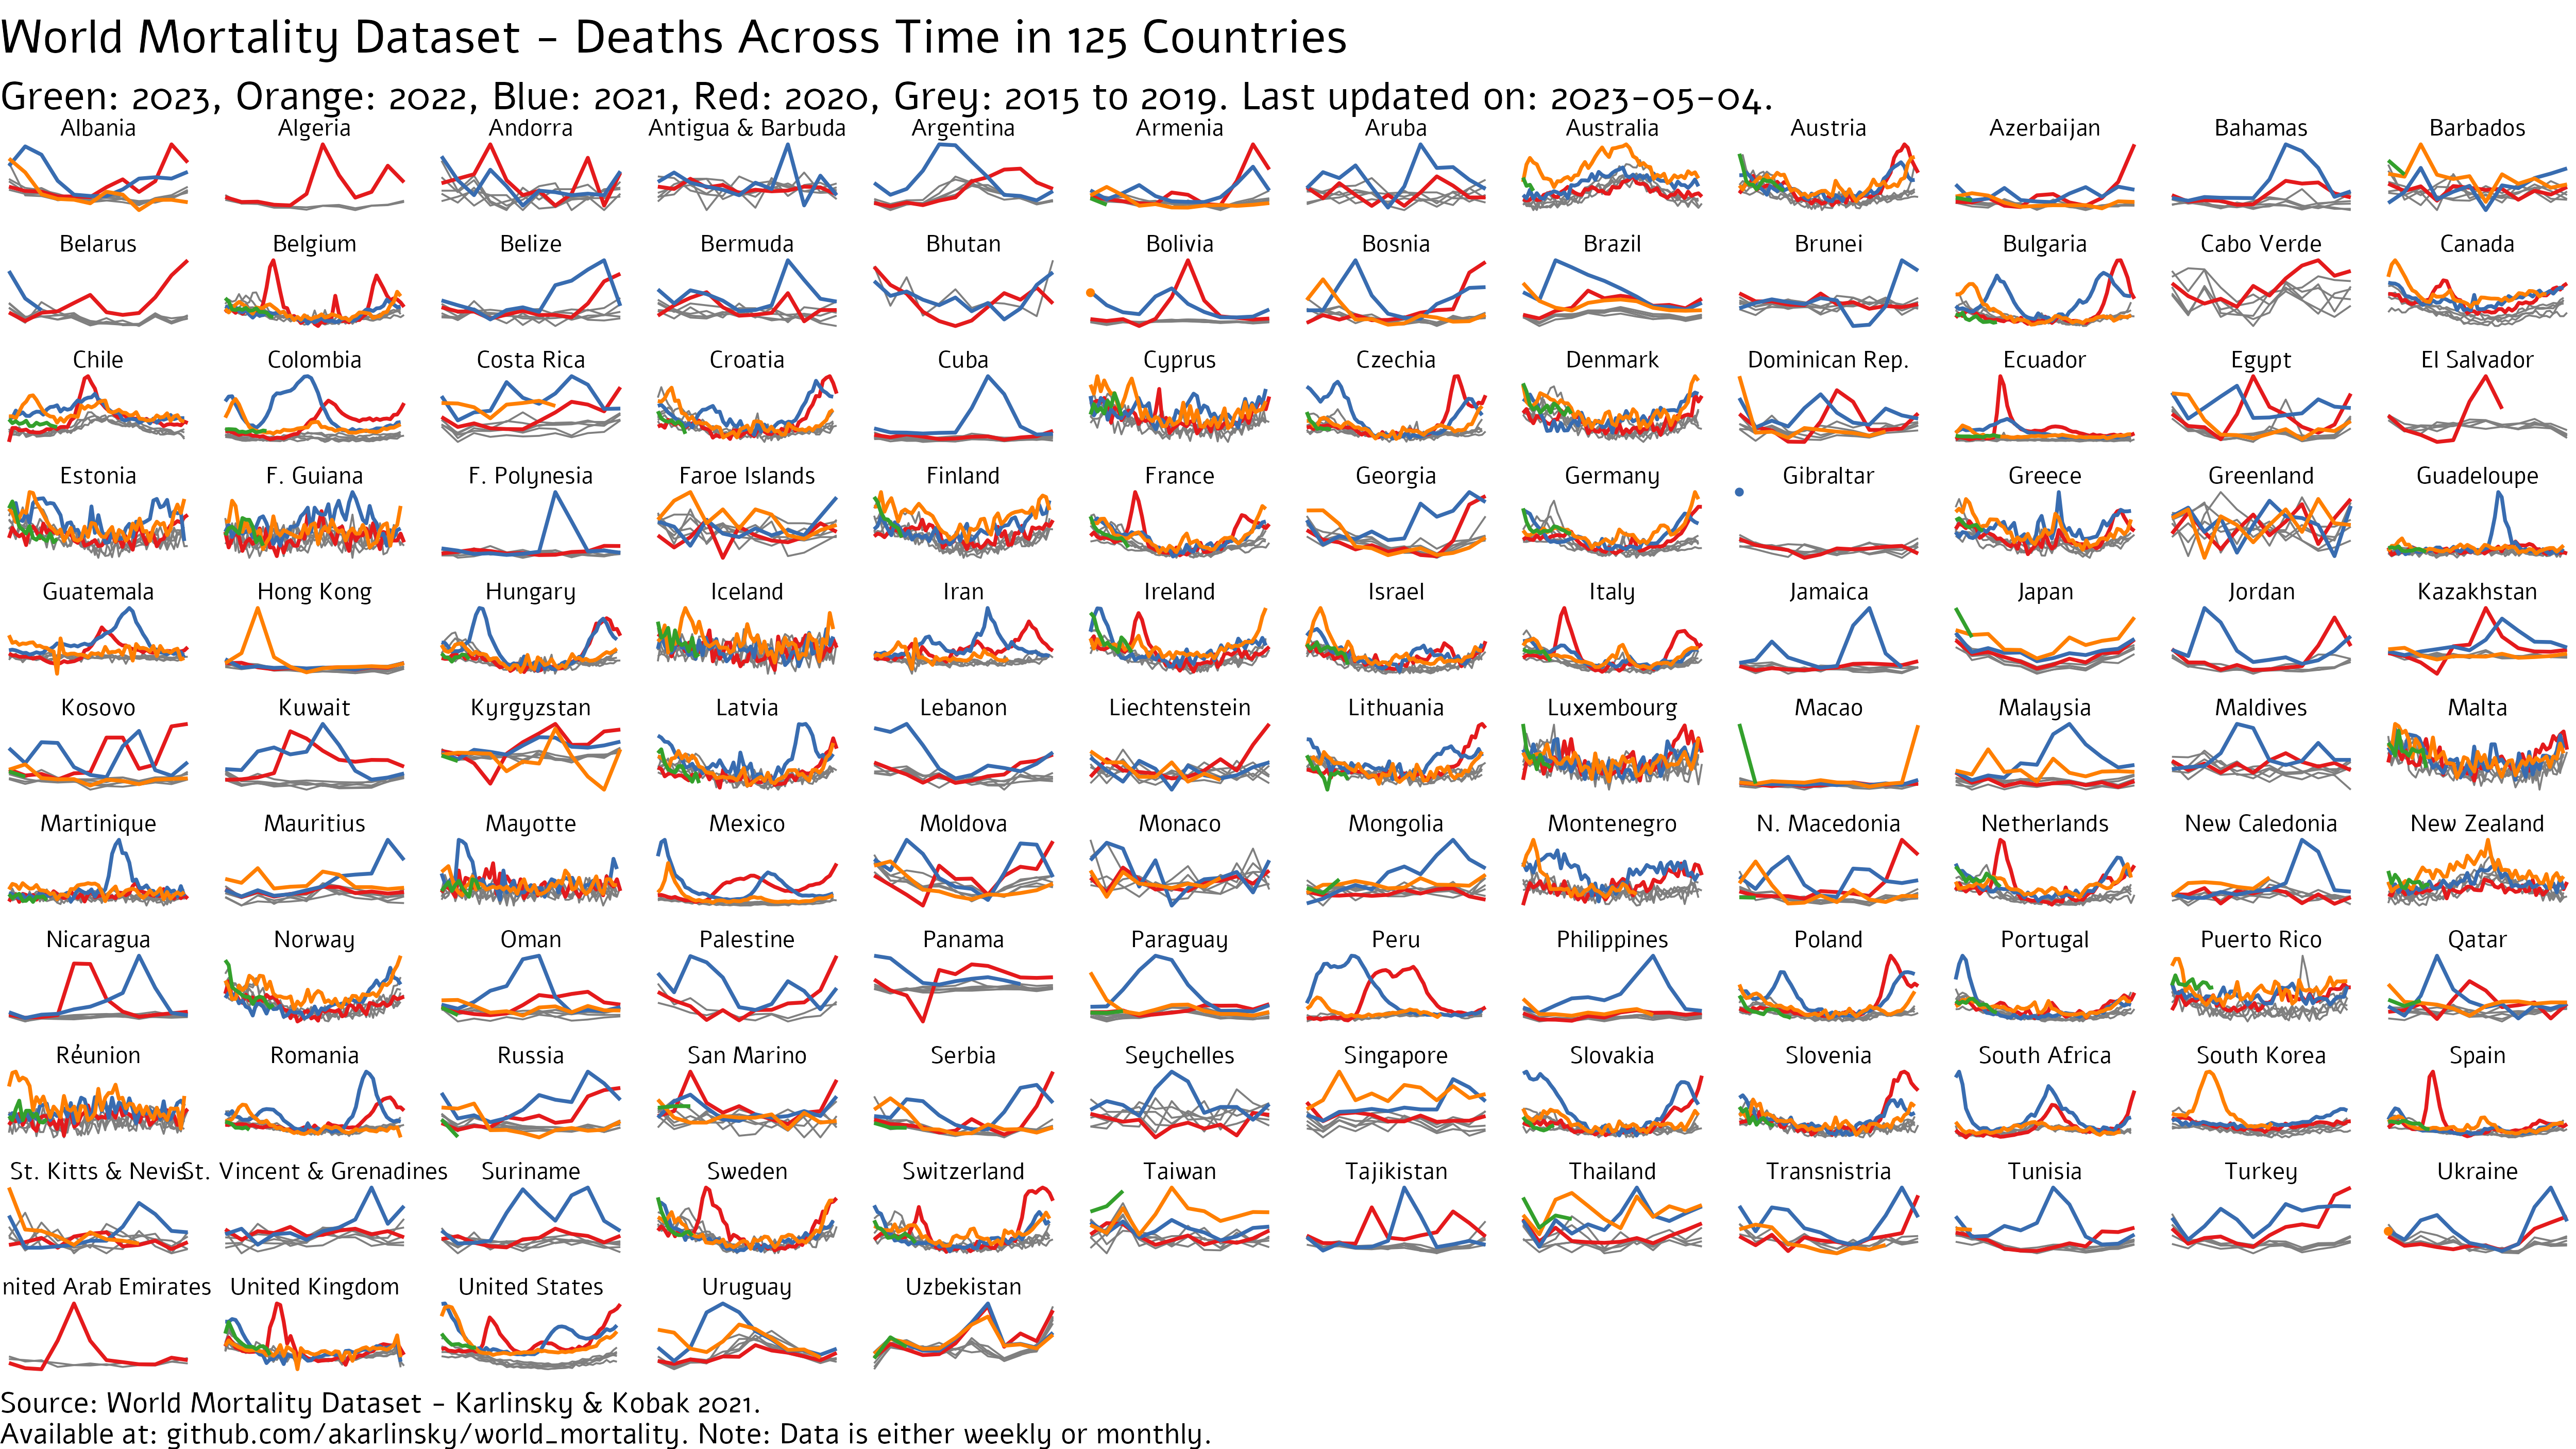 World Mortality Dataset - Deaths Across Time in 125 Countries
Green: 2023, Orange: 2022, Blue: 2021, Red: 2020, Grey: 2015 to 2019. Last updated on: 2023-05-04.
Albania Algeria Andorra Antigua & Barbuda Argentina Armenia Aruba Australia Austria Azerbaijan Bahamas Barbados
Belarus Belgium Belize Bermuda Bhutan Bolivia Bosnia Brazil Brunei Bulgaria Cabo Verde Canada
Chile Colombia Costa Rica Croatia Cuba Cyprus Czechia Denmark Dominican Rep. Ecuador Egypt El Salvador
Estonia F. Guiana F. Polynesia Faroe Islands Finland France Georgia Germany Gibraltar Greece Greenland Guadeloupe
Guatemala Hong Kong Hungary Iceland Iran Ireland Israel Italy Jamaica Japan Jordan Kazakhstan
Kosovo Kuwait Kyrgyzstan Latvia Lebanon Liechtenstein Lithuania Luxembourg Macao Malaysia Maldives Malta
Martinique Mauritius Mayotte Mexico Moldova Monaco Mongolia Montenegro N. Macedonia Netherlands New Caledonia New Zealand
Nicaragua Norway Oman Palestine Panama Paraguay Peru Philippines Poland Portugal Puerto Rico Qatar
Réunion Romania Russia San Marino Serbia Seychelles Singapore Slovakia Slovenia South Africa South Korea Spain
St. Kitts & Nevis St. Vincent & Grenadines Suriname Sweden Switzerland Taiwan Tajikistan Thailand Transnistria Tunisia Turkey Ukraine
nited Arab Emirates United Kingdom United States Uruguay Uzbekistan
Source: World Mortality Dataset - Karlinsky & Kobak 2021.
Available at: github.com/akarlinsky/world_mortality. Note: Data is either weekly or monthly.